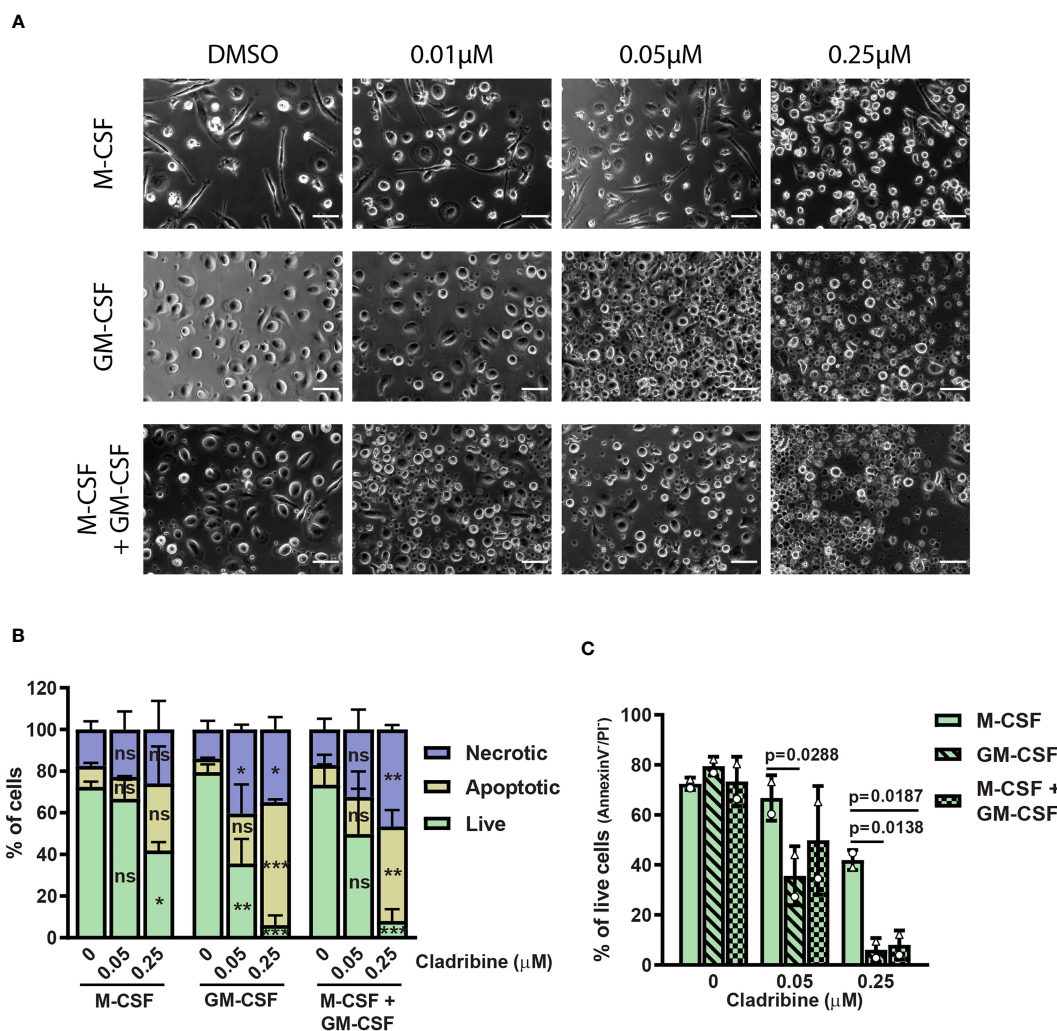 A
DMSO 0.01µM 0.05µM 0.25µM
M-CSF
GM-CSF
M-CSF
+ GM-CSF
B
% of cells
120
100
80
60
40
20
0
ns ns * * ns **
ns ns ns *** ns **
ns * ** *** ns ***
Necrotic
Apoptotic
Live
0 0.05 0.25 0 0.05 0.25 0 0.05 0.25 Cladribine (µM)
M-CSF GM-CSF M-CSF +
GM-CSF
C
% of live cells (AnnexinV-/PI-)
100
80
60
40
20
0
p=0.0288
p=0.0187
p=0.0138
M-CSF
GM-CSF
M-CSF +
GM-CSF
0 0.05 0.25
Cladribine (µM)